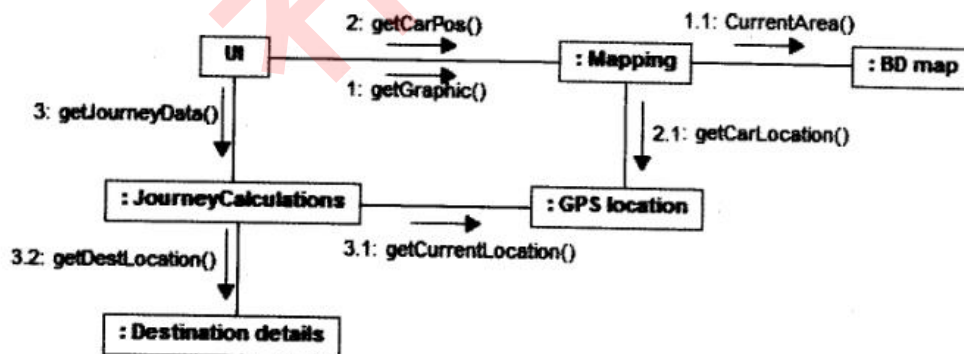 2: getCarPos()
1.1: CurrentArea()
UI
: Mapping
: BD map
1: getGraphic()
3: getJourneyData()
2.1: getCarLocation()
: JourneyCalculations
: GPS location
3.2: getDestLocation()
3.1: getCurrentLocation()
: Destination details